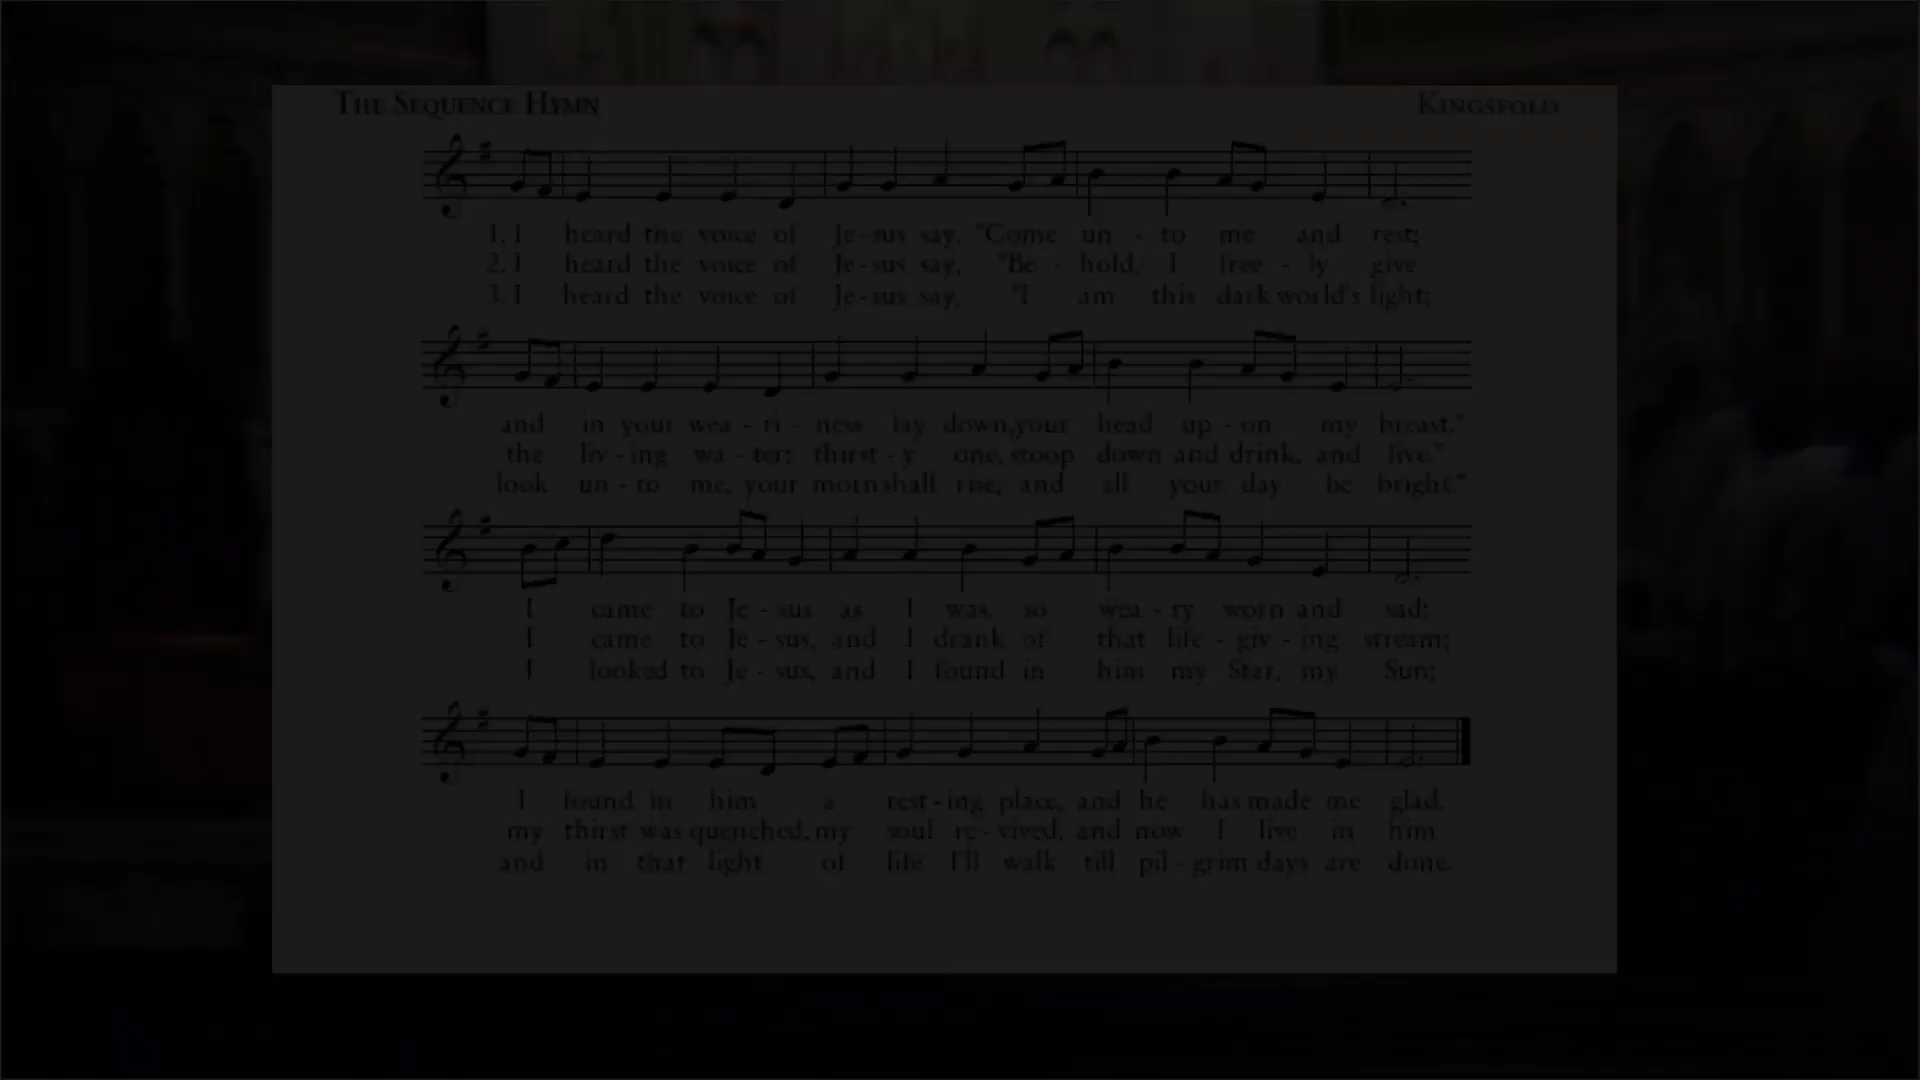 The Sequence Hymn Kingsfold
1. I heard the voice of Je - sus say, "Come un - to me and rest;
2. I heard the voice of Je - sus say, "Be - hold, I free - ly give
3. I heard the voice of Je - sus say, "I am this dark world's light;
and in your wea - ri - ness lay down, your head up - on my breast."
the liv - ing wa - ter; thirst - y one, stoop down and drink, and live."
look un - to me, your morn shall rise, and all your day be bright."
I came to Je - sus as I was, so wea - ry worn and sad;
I came to Je - sus, and I drank of that life - giv - ing stream;
I looked to Je - sus, and I found in him my Star, my Sun;
I found in him a rest - ing place, and he has made me glad.
my thirst was quenched, my soul re - vived, and now I live in him
and in that light of life I'll walk till pil - grim days are done.